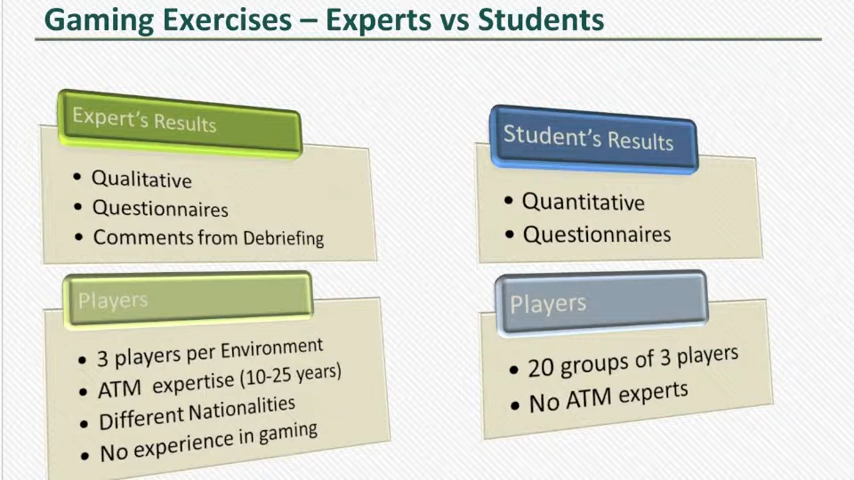 Gaming Exercises – Experts vs Students
Expert's Results
• Qualitative
• Questionnaires
• Comments from Debriefing
Players
• 3 players per Environment
• ATM expertise (10-25 years)
• Different Nationalities
• No experience in gaming
Student's Results
• Quantitative
• Questionnaires
Players
• 20 groups of 3 players
• No ATM experts